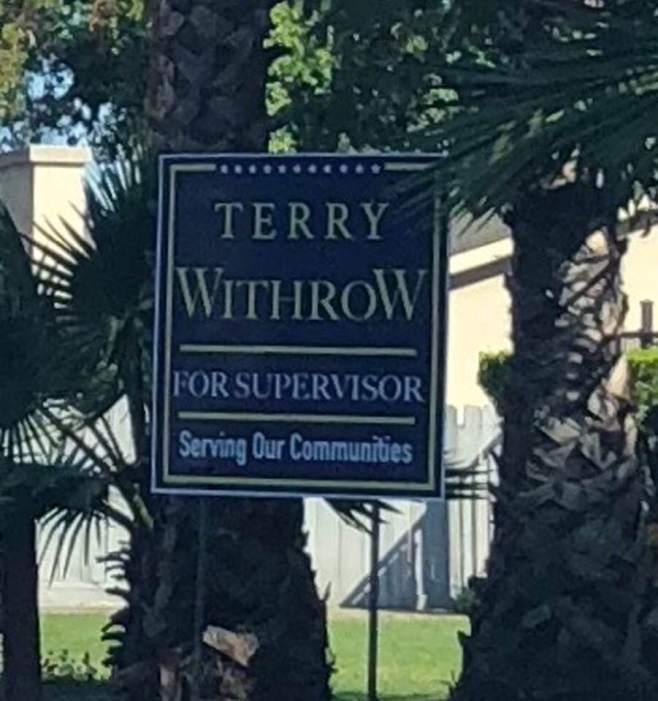 TERRY
WITHROW
FOR SUPERVISOR
Serving Our Communities